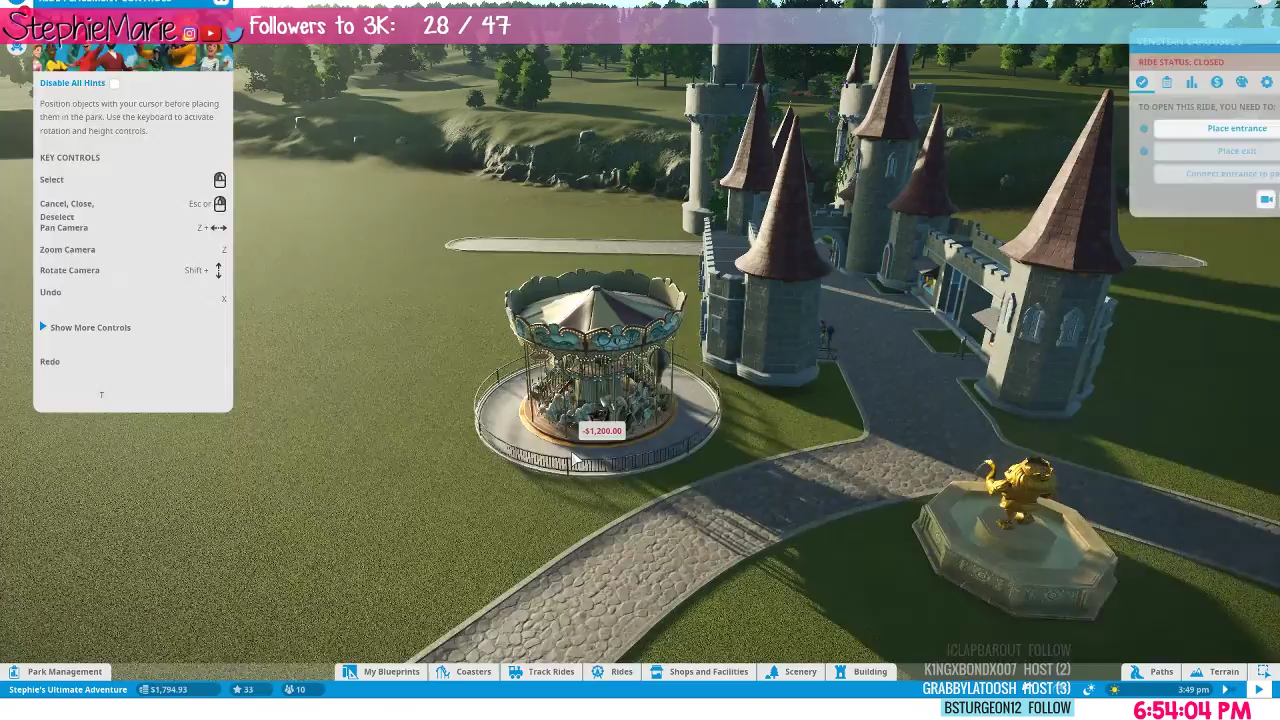 StephieMarie
Followers to 3K: 28 / 47
Disable All Hints
Position objects with your cursor before placing
them in the park. Use the keyboard to activate
rotation and height controls.
KEY CONTROLS
Select
Cancel, Close,
Deselect
Esc or
Pan Camera
Z +
Zoom Camera
Z
Rotate Camera
Shift +
Undo
X
Show More Controls
Redo
T
RIDE STATUS: CLOSED
TO OPEN THIS RIDE, YOU NEED TO:
Place entrance
Place exit
Connect entrance to pa
-$1,200.00
ICLAPBAROUT FOLLOW
KINGXBONDX007 HOST (2)
GRABBYLATOOSH HOST (3)
BSTURGEON12 FOLLOW
Park Management
My Blueprints
Coasters
Track Rides
Rides
Shops and Facilities
Scenery
Building
Paths
Terrain
Stephie's Ultimate Adventure
$1,794.93
33
10
3:49 pm
6:54:04 PM